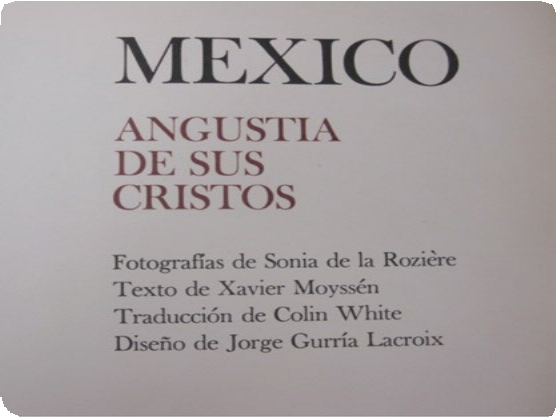 MEXICO
ANGUSTIA
DE SUS
CRISTOS
Fotografías de Sonia de la Rozière
Texto de Xavier Moyssén
Traducción de Colin White
Diseño de Jorge Gurría Lacroix